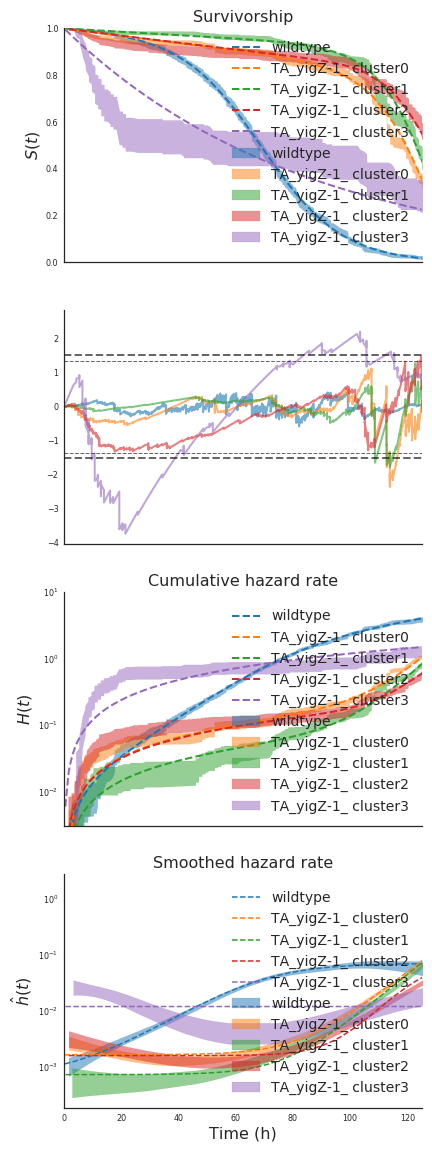 Survivorship
1.0
0.8
0.6
0.4
0.2
0.0
S(t)
wildtype
TA_yigZ-1_ cluster0
TA_yigZ-1_ cluster1
TA_yigZ-1_ cluster2
TA_yigZ-1_ cluster3
wildtype
TA_yigZ-1_ cluster0
TA_yigZ-1_ cluster1
TA_yigZ-1_ cluster2
TA_yigZ-1_ cluster3
2
1
0
−1
−2
−3
−4
Cumulative hazard rate
10¹
10⁰
10⁻¹
10⁻²
H(t)
wildtype
TA_yigZ-1_ cluster0
TA_yigZ-1_ cluster1
TA_yigZ-1_ cluster2
TA_yigZ-1_ cluster3
wildtype
TA_yigZ-1_ cluster0
TA_yigZ-1_ cluster1
TA_yigZ-1_ cluster2
TA_yigZ-1_ cluster3
Smoothed hazard rate
10⁰
10⁻¹
10⁻²
10⁻³
ĥ(t)
wildtype
TA_yigZ-1_ cluster0
TA_yigZ-1_ cluster1
TA_yigZ-1_ cluster2
TA_yigZ-1_ cluster3
wildtype
TA_yigZ-1_ cluster0
TA_yigZ-1_ cluster1
TA_yigZ-1_ cluster2
TA_yigZ-1_ cluster3
0 20 40 60 80 100 120
Time (h)